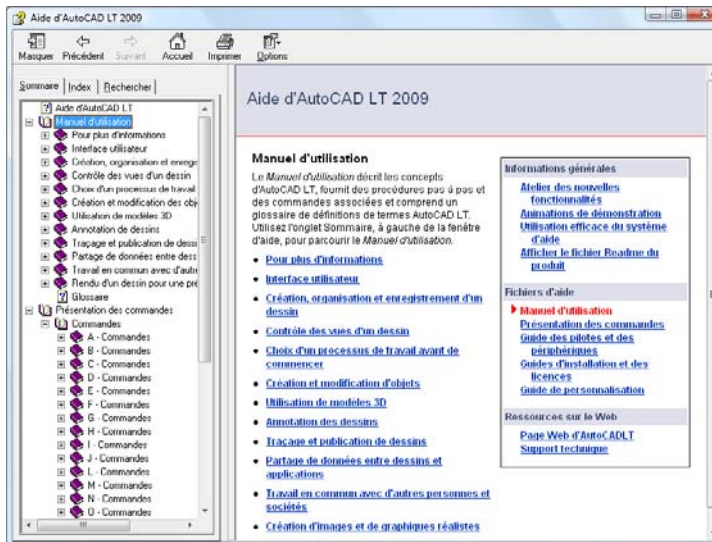 Aide d'AutoCAD LT 2009
Masquer Précédent Suivant Accueil Imprimer Options
Sommaire Index Rechercher
Aide d'AutoCAD LT
Manuel d'utilisation
Pour plus d'informations
Interface utilisateur
Création, organisation et enregis
Contrôle des vues d'un dessin
Choix d'un processus de travail
Création et modification des obj
Utilisation de modèles 3D
Annotation de dessins
Traçage et publication de dessi
Partage de données entre dess
Travail en commun avec d'autre
Rendu d'un dessin pour une pré
Glossaire
Présentation des commandes
Commandes
A - Commandes
B - Commandes
C - Commandes
D - Commandes
E - Commandes
F - Commandes
G - Commandes
H - Commandes
I - Commandes
J - Commandes
L - Commandes
M - Commandes
N - Commandes
O - Commandes
Aide d'AutoCAD LT 2009
Manuel d'utilisation
Le Manuel d'utilisation décrit les concepts
d'AutoCAD LT, fournit des procédures pas à pas et
des commandes associées et comprend un
glossaire de définitions de termes AutoCAD LT.
Utilisez l'onglet Sommaire, à gauche de la fenêtre
d'aide, pour parcourir le Manuel d'utilisation.
• Pour plus d'informations
• Interface utilisateur
• Création, organisation et enregistrement d'un
dessin
• Contrôle des vues d'un dessin
• Choix d'un processus de travail avant de
commencer
• Création et modification d'objets
• Utilisation de modèles 3D
• Annotation des dessins
• Traçage et publication de dessins
• Partage de données entre dessins et
applications
• Travail en commun avec d'autres personnes et
sociétés
• Création d'images et de graphiques réalistes
Informations générales
Atelier des nouvelles
fonctionnalités
Animations de démonstration
Utilisation efficace du système
d'aide
Afficher le fichier Readme du
produit
Fichiers d'aide
Manuel d'utilisation
Présentation des commandes
Guide des pilotes et des
périphériques
Guides d'installation et des
licences
Guide de personnalisation
Ressources sur le Web
Page Web d'AutoCADLT
Support technique